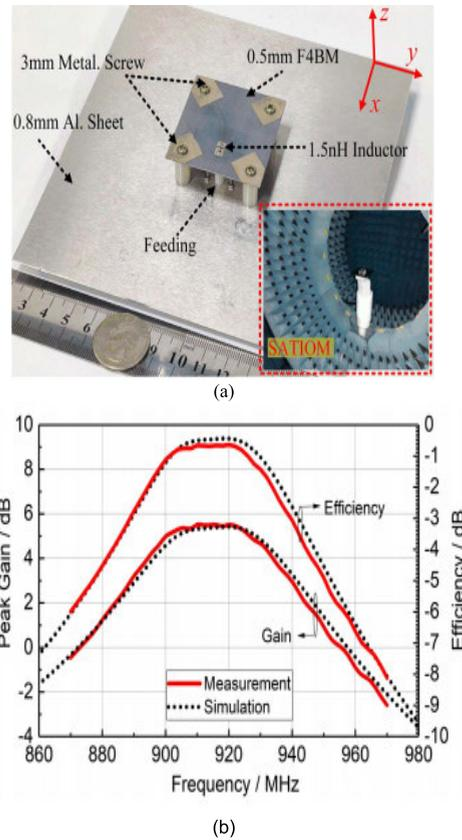 z
y
x
3mm Metal. Screw
0.5mm F4BM
0.8mm Al. Sheet
1.5nH Inductor
Feeding
SATIOM
3 4 5 6 9 10 11 12
(a)
Peak Gain / dB
10
8
6
4
2
0
-2
-4
Efficiency / dB
0
-1
-2
-3
-4
-5
-6
-7
-8
-9
-10
Efficiency
Gain
Measurement
Simulation
860 880 900 920 940 960 980
Frequency / MHz
(b)